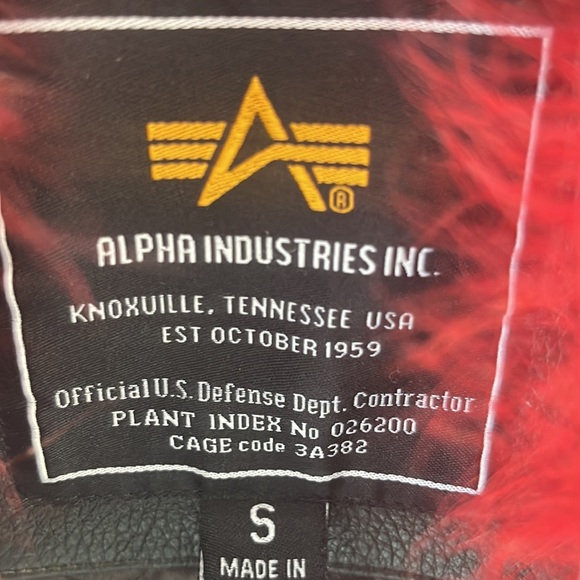 ®
ALPHA INDUSTRIES INC.
KNOXVILLE, TENNESSEE USA
EST OCTOBER 1959
Official U.S. Defense Dept. Contractor
PLANT INDEX No 026200
CAGE code 3A382
S
MADE IN